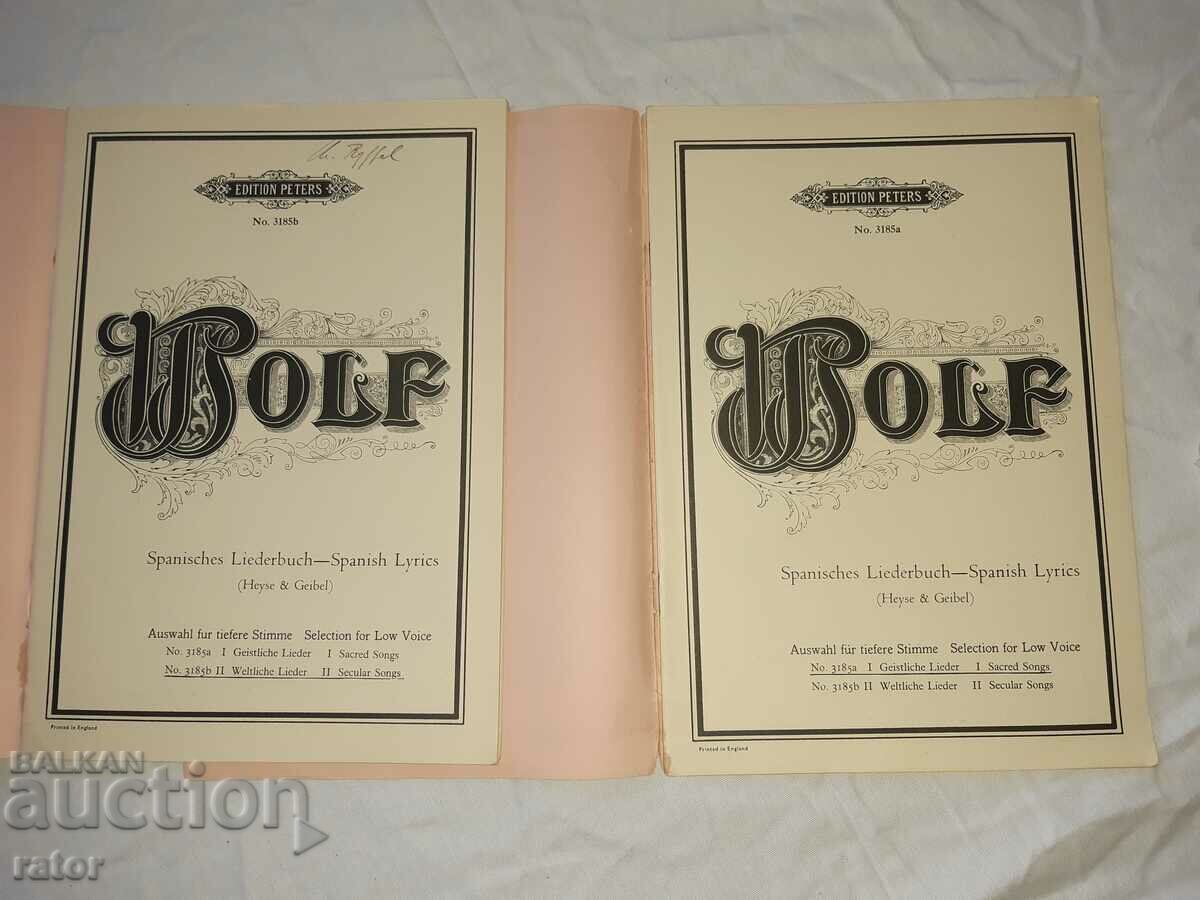 EDITION PETERS
No. 3185b
WOLF
Spanisches Liederbuch—Spanish Lyrics
(Heyse & Geibel)
Auswahl fur tiefere Stimme Selection for Low Voice
No. 3185a I Geistliche Lieder I Sacred Songs
No. 3185b II Weltliche Lieder II Secular Songs
Printed in England
EDITION PETERS
No. 3185a
WOLF
Spanisches Liederbuch—Spanish Lyrics
(Heyse & Geibel)
Auswahl für tiefere Stimme Selection for Low Voice
No. 3185a I Geistliche Lieder I Sacred Songs
No. 3185b II Weltliche Lieder II Secular Songs
Printed in England
BALKAN
auction
rator